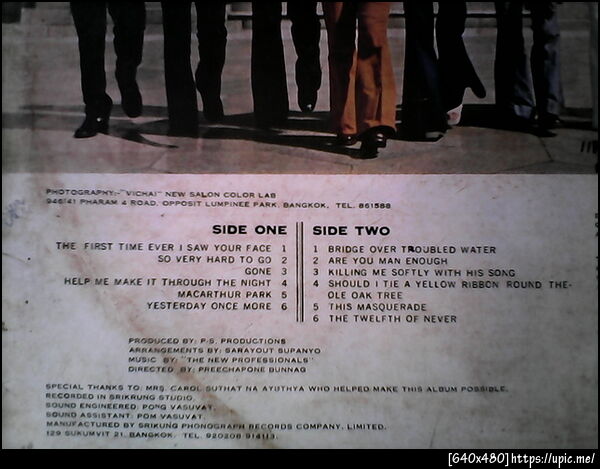 PHOTOGRAPHY:-"VICHAI" NEW SALON COLOR LAB
946/41 PHARAM 4 ROAD, OPPOSIT LUMPINEE PARK, BANGKOK, TEL. 861588
SIDE ONE
THE FIRST TIME EVER I SAW YOUR FACE 1
SO VERY HARD TO GO 2
GONE 3
HELP ME MAKE IT THROUGH THE NIGHT 4
MACARTHUR PARK 5
YESTERDAY ONCE MORE 6
SIDE TWO
1 BRIDGE OVER TROUBLED WATER
2 ARE YOU MAN ENOUGH
3 KILLING ME SOFTLY WITH HIS SONG
4 SHOULD I TIE A YELLOW RIBBON ROUND THE-
OLE OAK TREE
5 THIS MASQUERADE
6 THE TWELFTH OF NEVER
PRODUCED BY: P.S. PRODUCTIONS
ARRANGEMENTS BY: SARAYOUT SUPANYO
MUSIC BY: "THE NEW PROFESSIONALS"
DIRECTED BY: PREECHAPONE BUNNAG
SPECIAL THANKS TO: MRS. CAROL SUTHAT NA AYUTHYA WHO HELPED MAKE THIS ALBUM POSSIBLE.
RECORDED IN SRIKRUNG STUDIO.
SOUND ENGINEERED: PONG VASUVAT.
SOUND ASSISTANT: POM VASUVAT.
MANUFACTURED BY SRIKUNG PHONOGRAPH RECORDS COMPANY, LIMITED.
129 SUKUMVIT 21, BANGKOK. TEL. 920208 914113.
[640x480]https://upic.me/